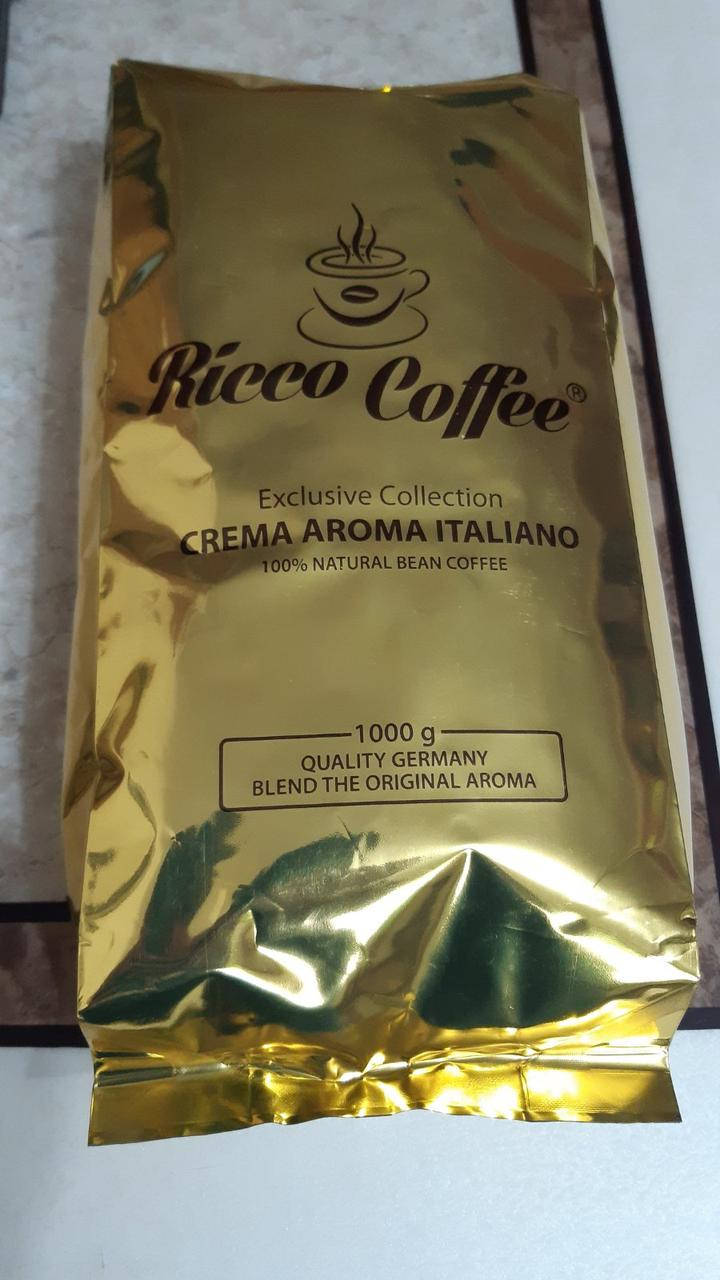 Ricco Coffee®
Exclusive Collection
CREMA AROMA ITALIANO
100% NATURAL BEAN COFFEE
1000 g
QUALITY GERMANY
BLEND THE ORIGINAL AROMA